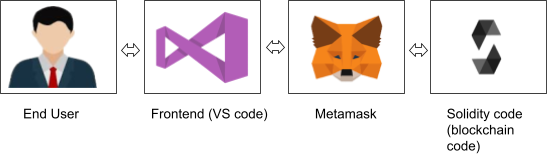 End User
Frontend (VS code)
Metamask
Solidity code
(blockchain
code)